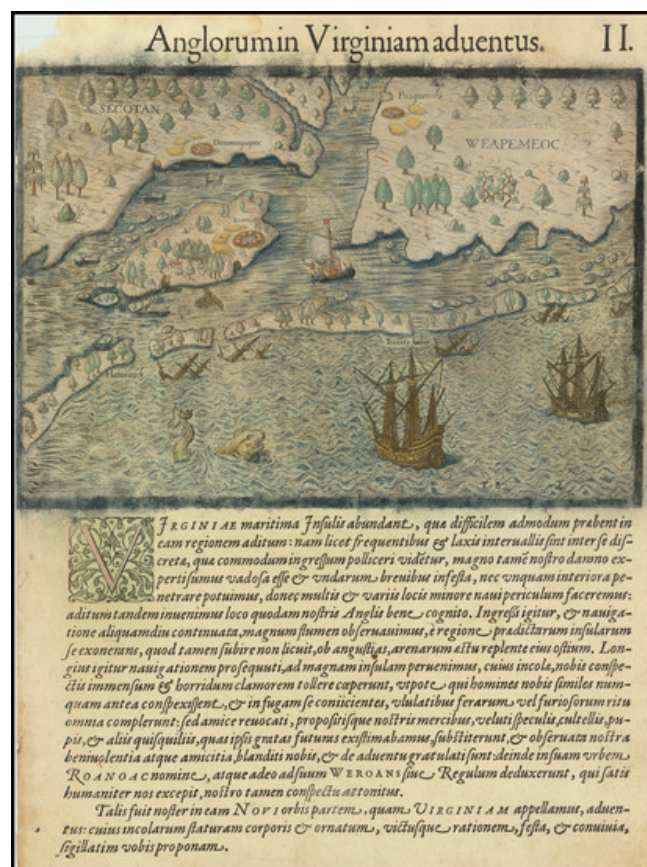 Anglorum in Virginiam aduentus. II.
SECOTAN
WEAPEMEOC
VIRGINIAE maritima Insulis abundant, quæ difficilem admodum præbent in
eam regionem aditum: nam licet frequentibus & laxis interuallis sint inter se dis-
creta, quæ commodum ingressum polliceri vidẽtur, magno tamẽ nostro damno ex-
perti sumus vadosa esse & vndarum breuibus infesta, nec vnquam interiora pe-
netrare potuimus, donec multis & variis locis minore naui periculum faceremus:
aditum tandem inuenimus loco quodam nostris Anglis bene cognito. Ingressi igitur, & nauiga-
tione aliquamdiu continuata, magnum flumen obseruauimus, è regione prædictarum insularum
se exonerans, quod tamen subire non licuit, ob angustias, arenarum æstu replente eius ostium. Lon-
gius igitur nauigationem prosequuti, ad magnam insulam peruenimus, cuius incolæ, nobis conspe-
ctis immensum & horridum clamorem tollere cœperunt, vtpote qui homines nobis similes num-
quam antea conspexissent, & in fugam se coniicientes, vlulatibus ferarum vel furiosorum ritu
omnia complerunt: sed amice reuocati, propositisque nostris mercibus, veluti speculis, cultellis, pu-
pis, & aliis quisquiliis, quas ipsis gratas futuras existimabamus, substiterunt, & obseruata nostra
beniuolentia atque amicitia, blanditi nobis, & de aduentu gratulati sunt: deinde in suam vrbem
ROANOAC nomine, atque adeo ad suum WEROANS siue Regulum deduxerunt, qui satis
humaniter nos excepit, nostro tamen conspectu attonitus.
Talis fuit noster in eam NOVI orbis partem, quam VIRGINIAM appellamus, aduen-
tus: cuius incolarum staturam corporis & ornatum, victusque rationem, festa, & conuiuia,
sigillatim vobis proponam.